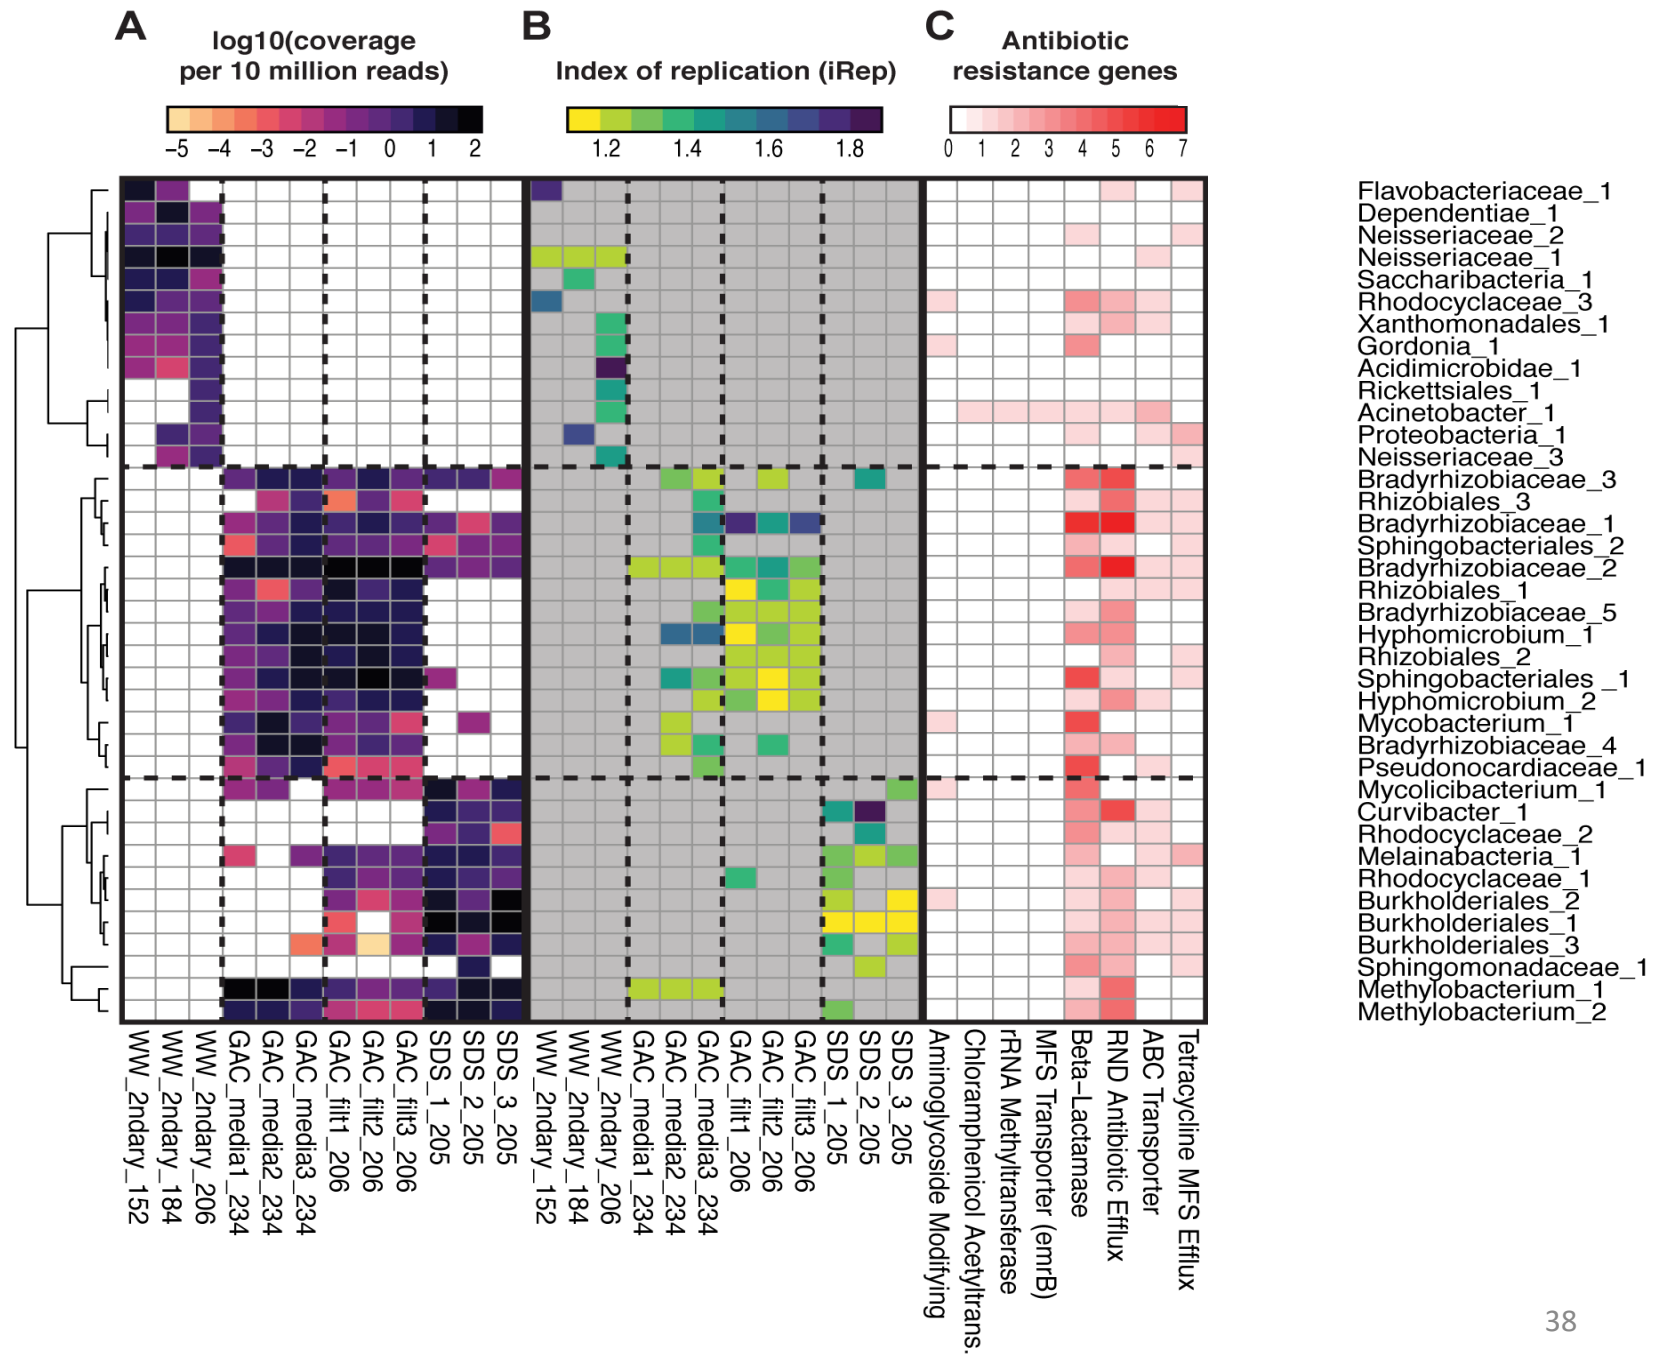 A
log10(coverage
per 10 million reads)
−5 −4 −3 −2 −1 0 1 2
B
Index of replication (iRep)
1.2 1.4 1.6 1.8
C
Antibiotic
resistance genes
0 1 2 3 4 5 6 7
Flavobacteriaceae_1
Dependentiae_1
Neisseriaceae_2
Neisseriaceae_1
Saccharibacteria_1
Rhodocyclaceae_3
Xanthomonadales_1
Gordonia_1
Acidimicrobidae_1
Rickettsiales_1
Acinetobacter_1
Proteobacteria_1
Neisseriaceae_3
Bradyrhizobiaceae_3
Rhizobiales_3
Bradyrhizobiaceae_1
Sphingobacteriales_2
Bradyrhizobiaceae_2
Rhizobiales_1
Bradyrhizobiaceae_5
Hyphomicrobium_1
Rhizobiales_2
Sphingobacteriales _1
Hyphomicrobium_2
Mycobacterium_1
Bradyrhizobiaceae_4
Pseudonocardiaceae_1
Mycolicibacterium_1
Curvibacter_1
Rhodocyclaceae_2
Melainabacteria_1
Rhodocyclaceae_1
Burkholderiales_2
Burkholderiales_1
Burkholderiales_3
Sphingomonadaceae_1
Methylobacterium_1
Methylobacterium_2
WW_2ndary_152
WW_2ndary_184
WW_2ndary_206
GAC_media1_234
GAC_media2_234
GAC_media3_234
GAC_filt1_206
GAC_filt2_206
GAC_filt3_206
SDS_1_205
SDS_2_205
SDS_3_205
WW_2ndary_152
WW_2ndary_184
WW_2ndary_206
GAC_media1_234
GAC_media2_234
GAC_media3_234
GAC_filt1_206
GAC_filt2_206
GAC_filt3_206
SDS_1_205
SDS_2_205
SDS_3_205
Aminoglycoside Modifying
Chloramphenicol Acetyltrans.
rRNA Methyltransferase
MFS Transporter (emrB)
Beta−Lactamase
RND Antibiotic Efflux
ABC Transporter
Tetracycline MFS Efflux
38